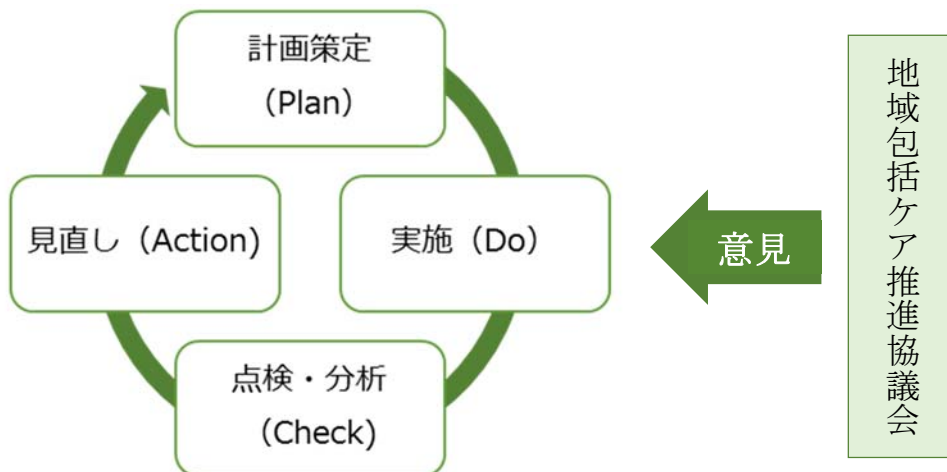 計画策定
（Plan）
見直し（Action)
実施（Do）
点検・分析
（Check)
意見
地域包括ケア推進協議会